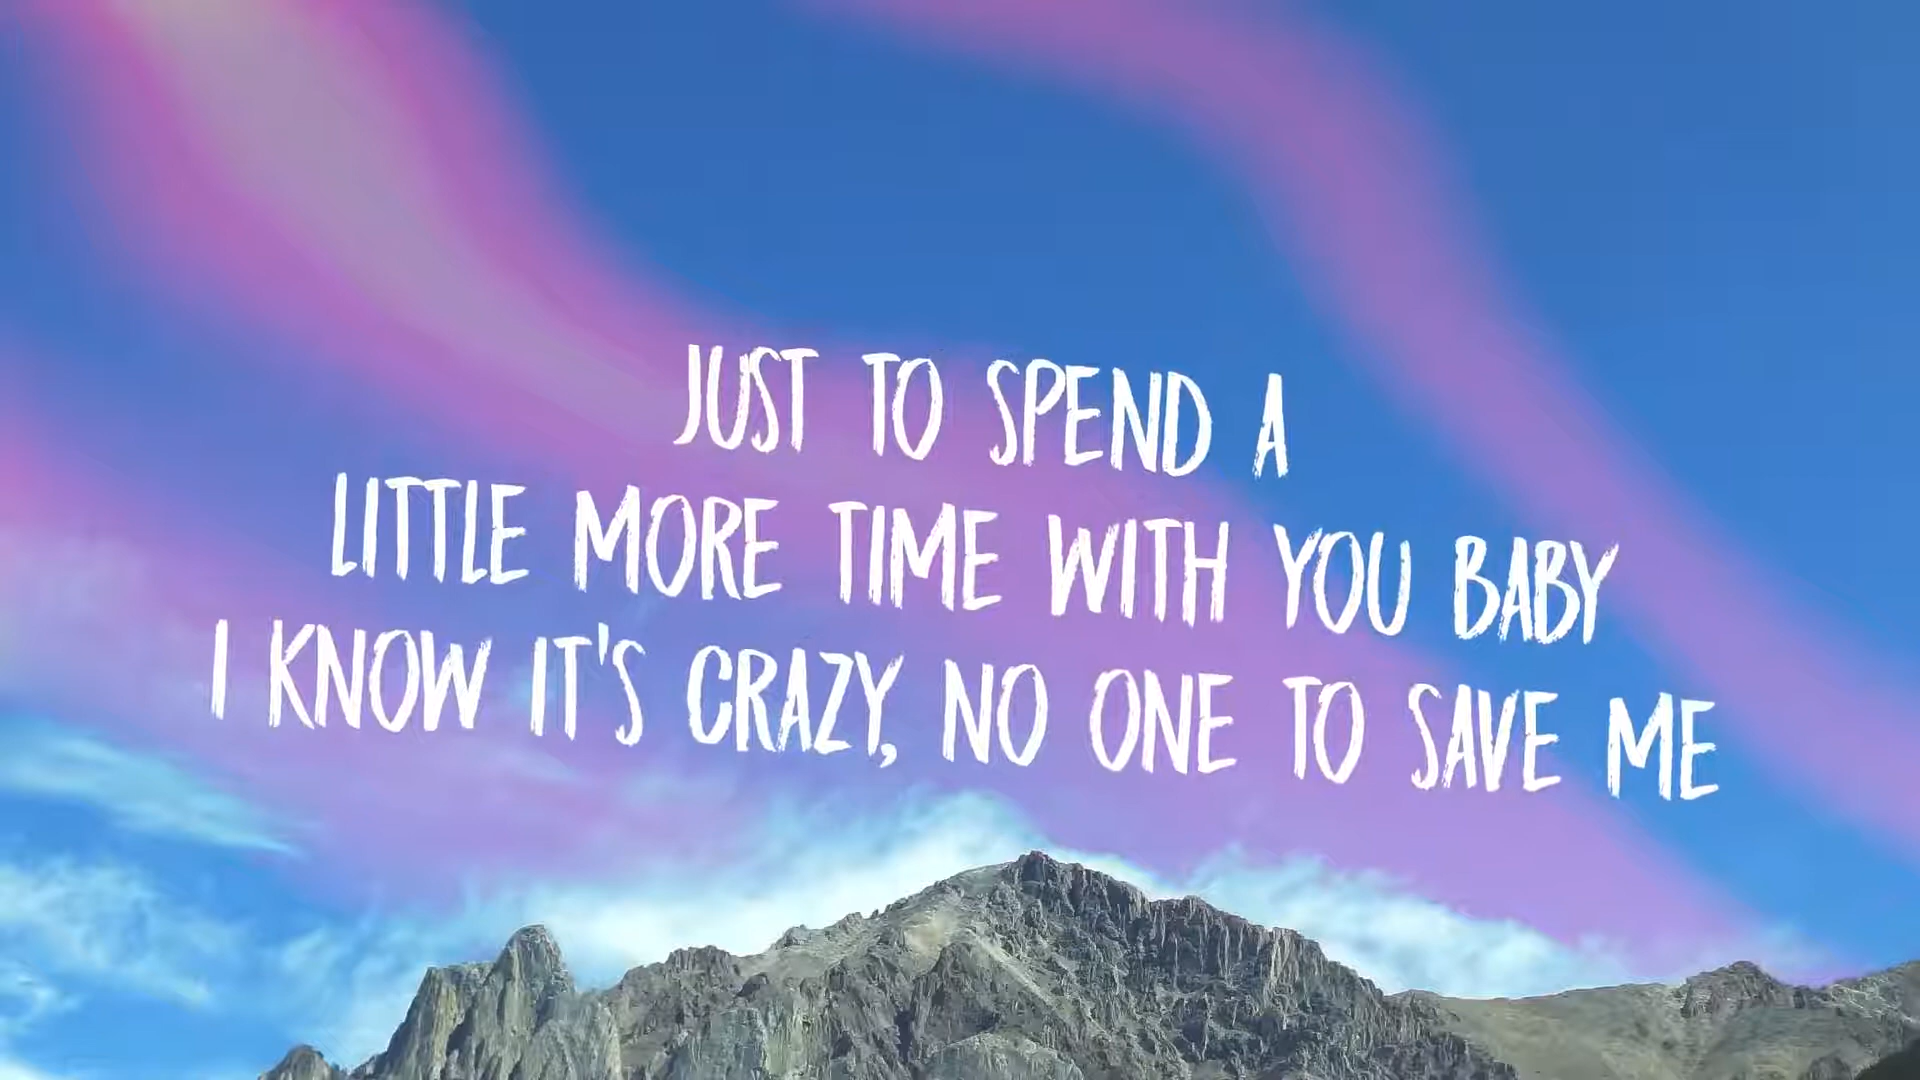 JUST TO SPEND A
LITTLE MORE TIME WITH YOU BABY
I KNOW IT'S CRAZY, NO ONE TO SAVE ME